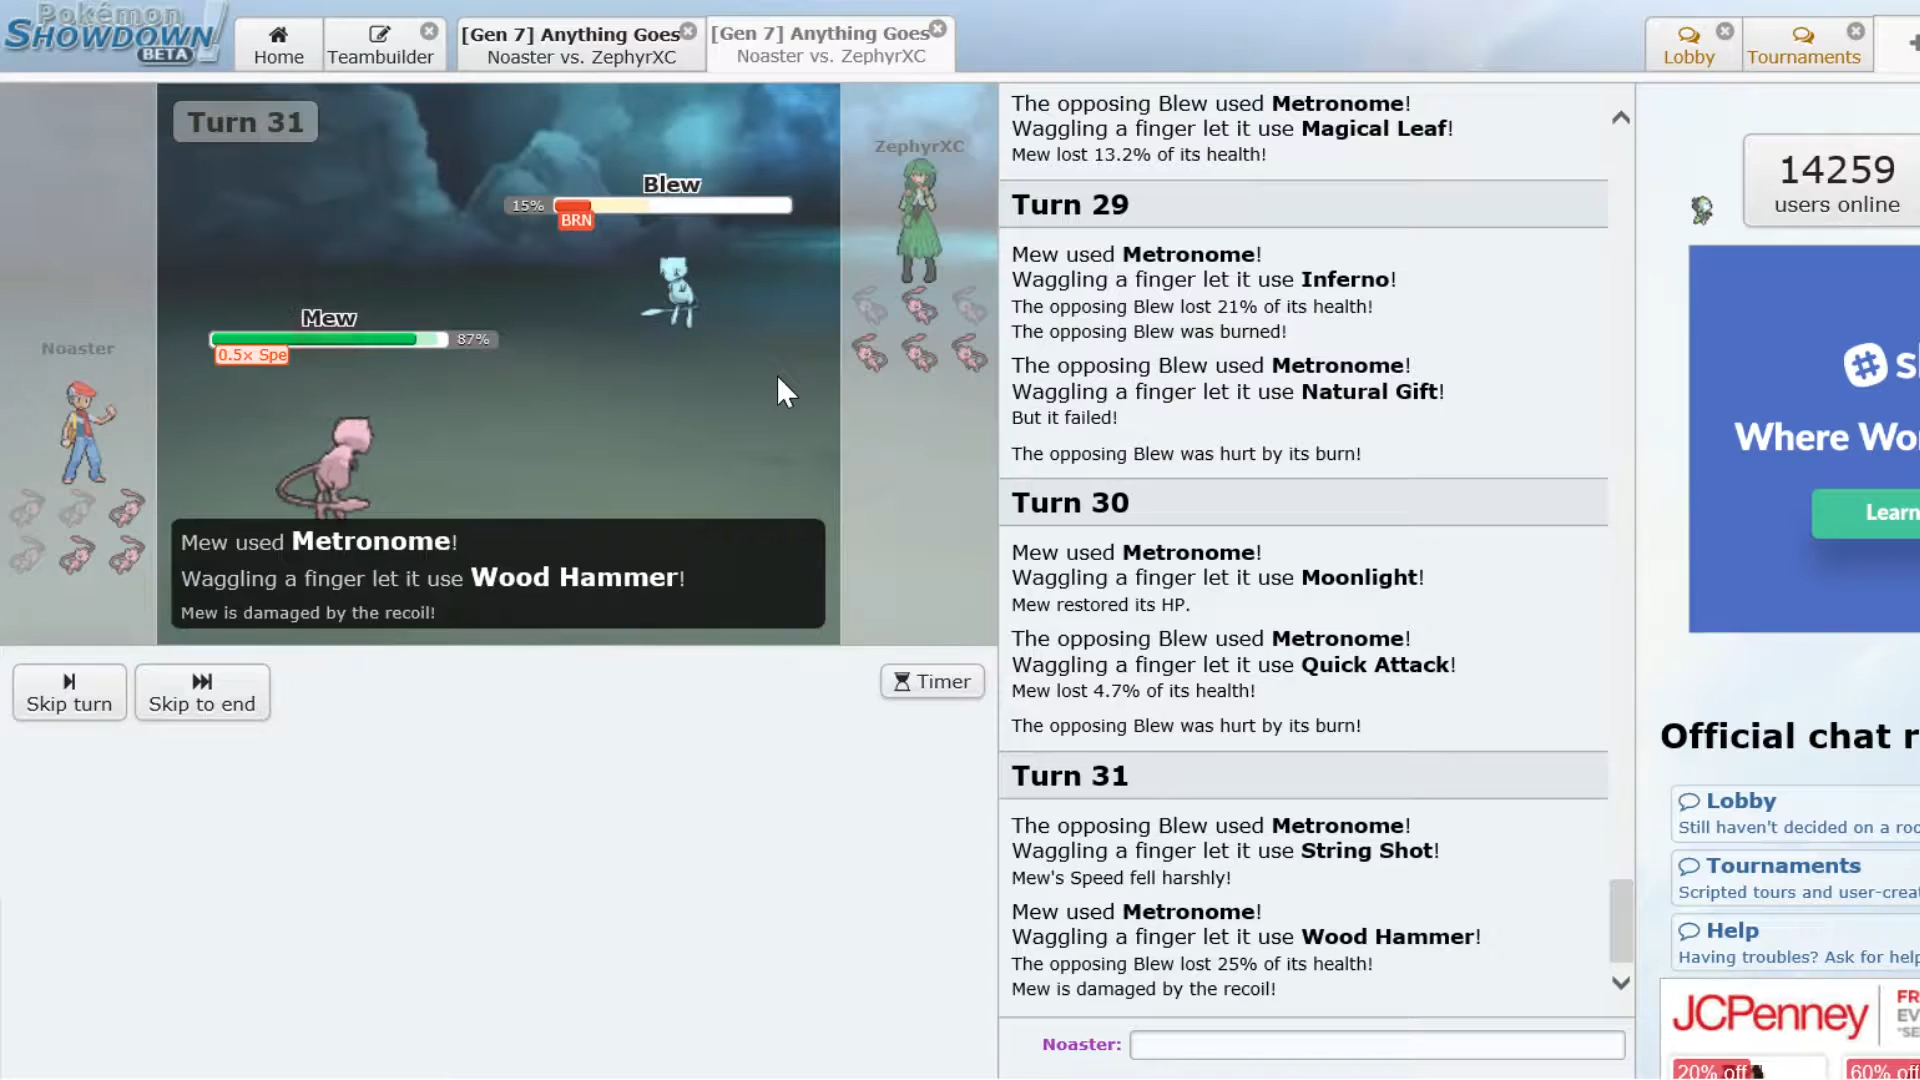 Pokémon
SHOWDOWN
BETA
Home
Teambuilder
[Gen 7] Anything Goes
Noaster vs. ZephyrXC
[Gen 7] Anything Goes
Noaster vs. ZephyrXC
Lobby
Tournaments
Turn 31
ZephyrXC
Blew
15%
BRN
Mew
87%
0.5× Spe
Noaster
Mew used Metronome!
Waggling a finger let it use Wood Hammer!
Mew is damaged by the recoil!
Skip turn
Skip to end
Timer
The opposing Blew used Metronome!
Waggling a finger let it use Magical Leaf!
Mew lost 13.2% of its health!
Turn 29
Mew used Metronome!
Waggling a finger let it use Inferno!
The opposing Blew lost 21% of its health!
The opposing Blew was burned!
The opposing Blew used Metronome!
Waggling a finger let it use Natural Gift!
But it failed!
The opposing Blew was hurt by its burn!
Turn 30
Mew used Metronome!
Waggling a finger let it use Moonlight!
Mew restored its HP.
The opposing Blew used Metronome!
Waggling a finger let it use Quick Attack!
Mew lost 4.7% of its health!
The opposing Blew was hurt by its burn!
Turn 31
The opposing Blew used Metronome!
Waggling a finger let it use String Shot!
Mew's Speed fell harshly!
Mew used Metronome!
Waggling a finger let it use Wood Hammer!
The opposing Blew lost 25% of its health!
Mew is damaged by the recoil!
Noaster:
14259
users online
Where Wo
Learn
Official chat r
Lobby
Still haven't decided on a roo
Tournaments
Scripted tours and user-crea
Help
Having troubles? Ask for help
JCPenney
FR
EV
"SE
20% off
60% off